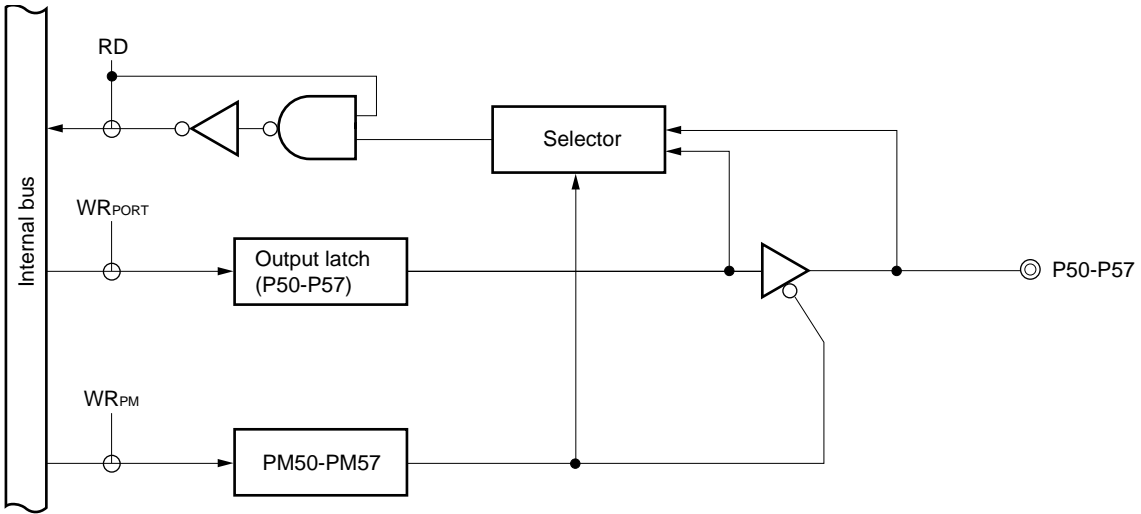 RD
Selector
Internal bus
WRPORT
Output latch
(P50-P57)
P50-P57
WRPM
PM50-PM57